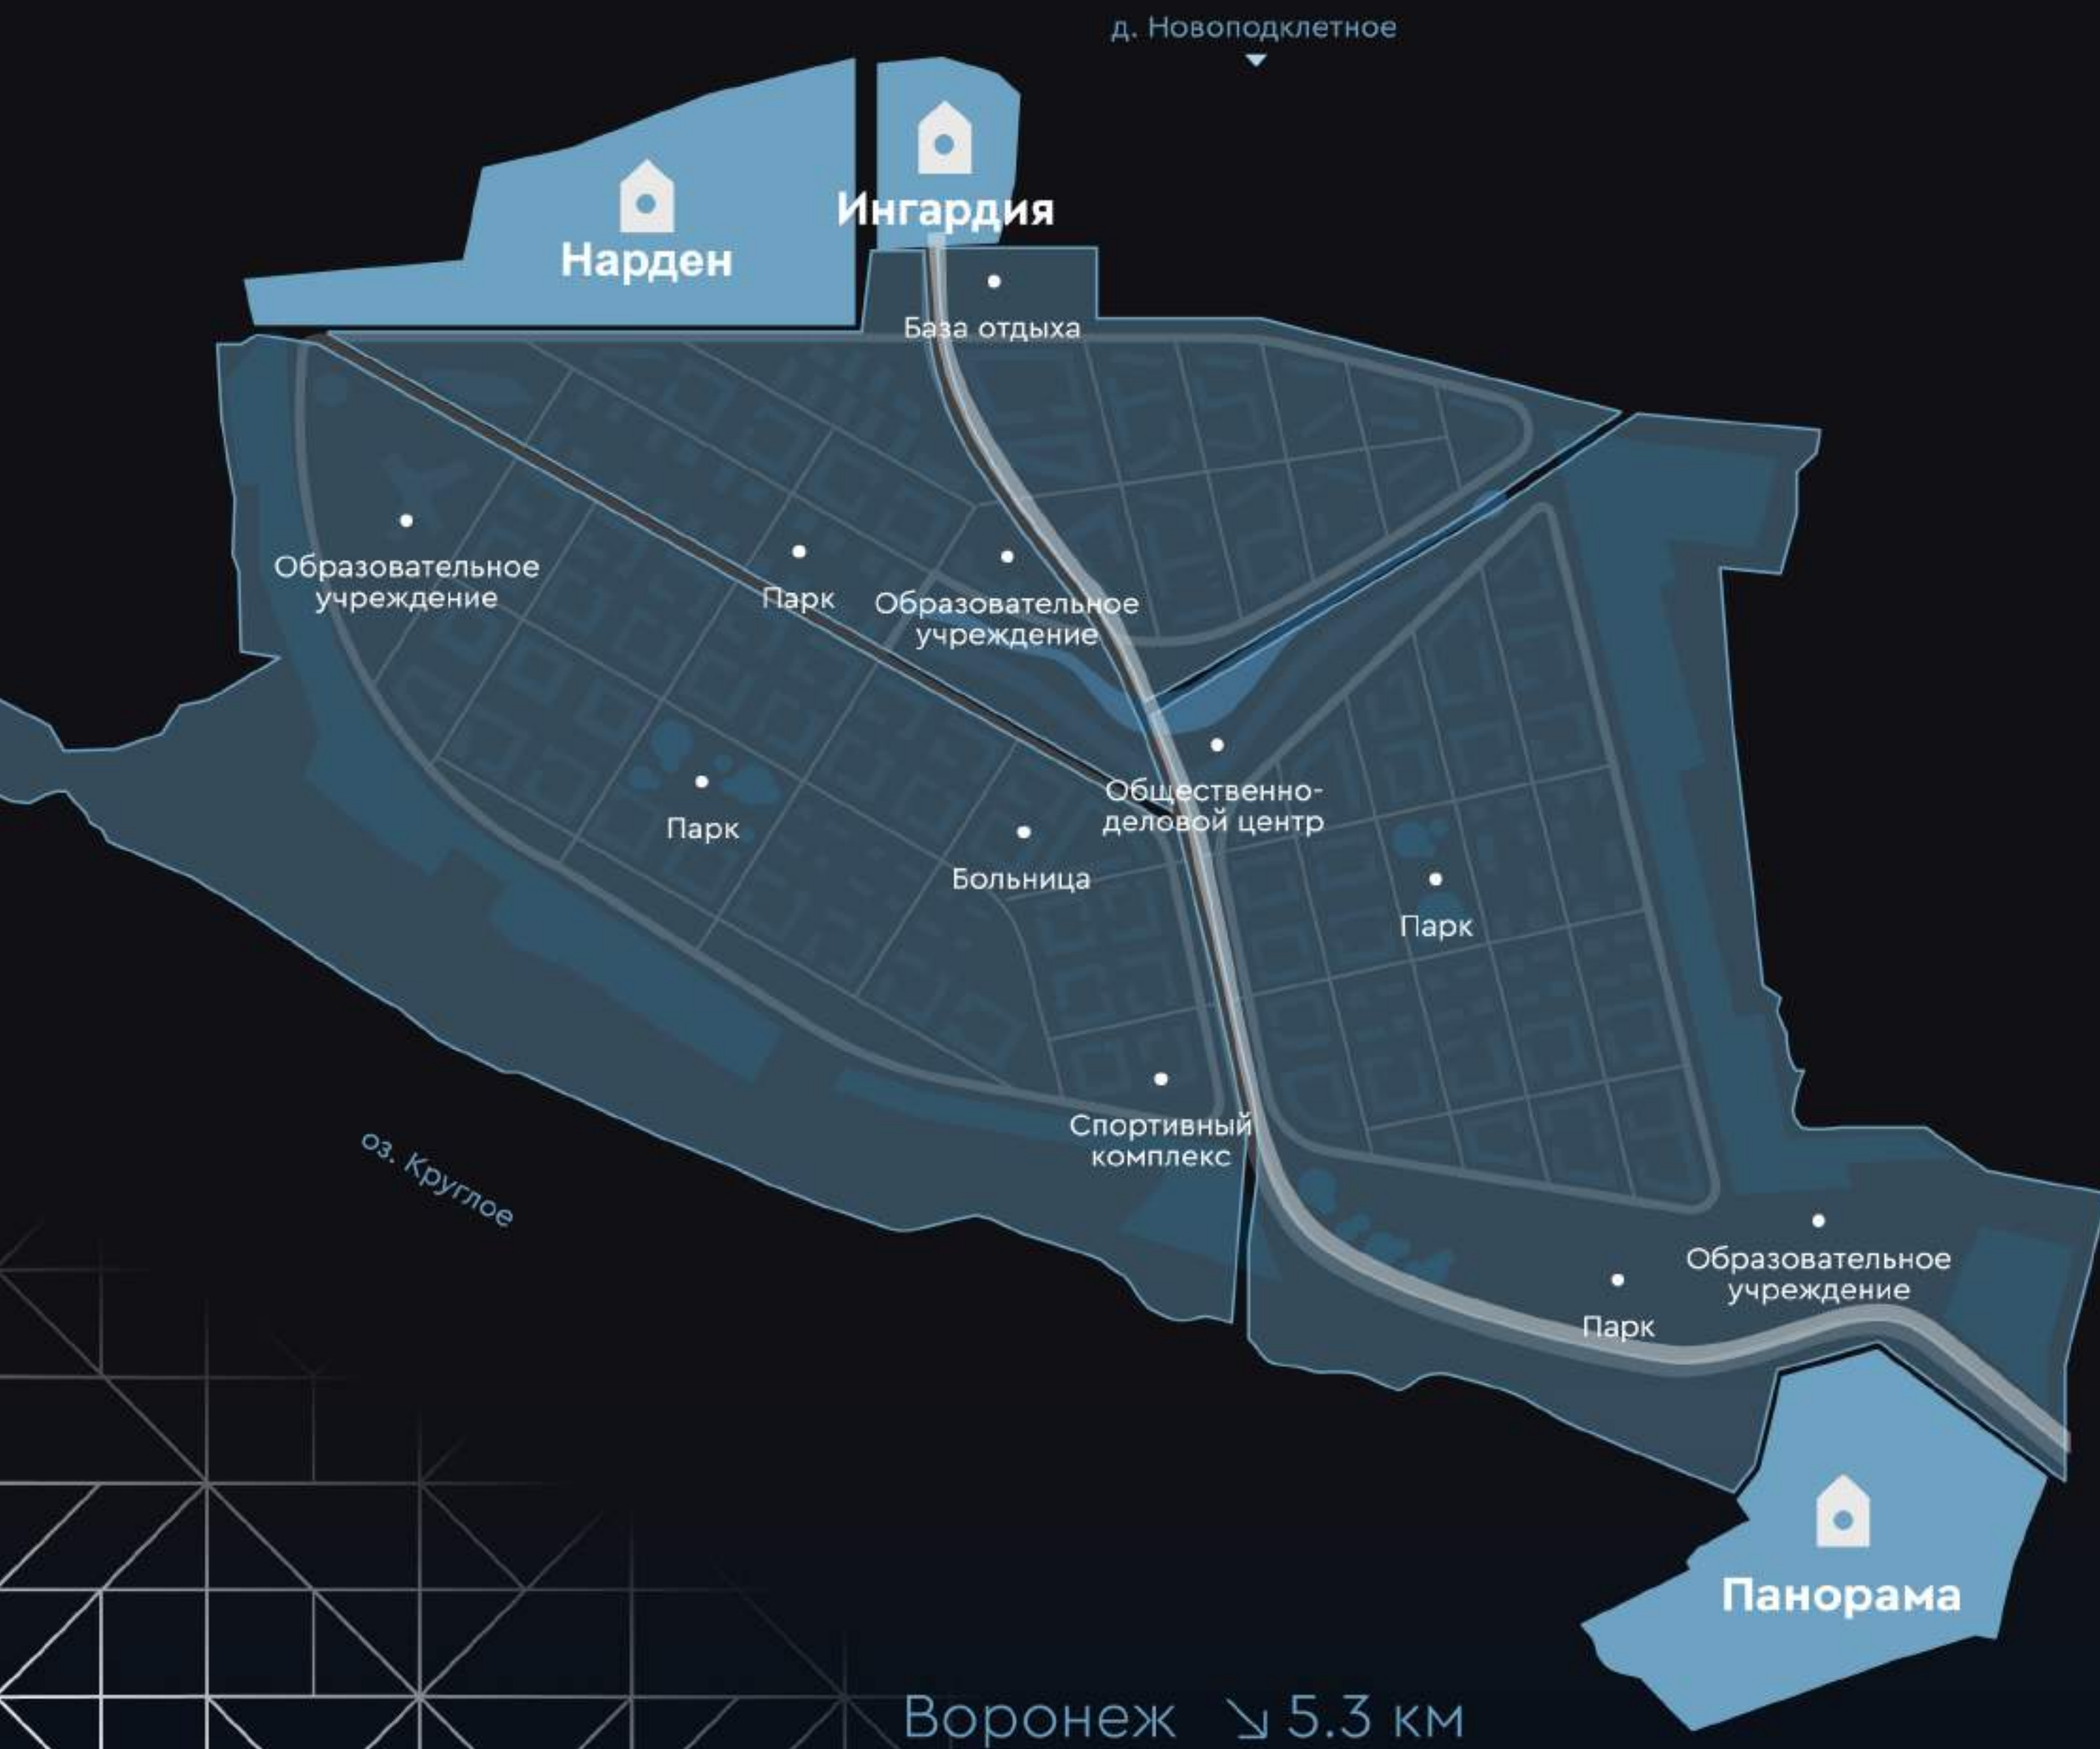 д. Новоподклетное
Ингардия
Нарден
База отдыха
Образовательное
учреждение
Парк
Образовательное
учреждение
Общественно-
деловой центр
Парк
Больница
Парк
Спортивный
комплекс
оз. Круглое
Образовательное
учреждение
Парк
Панорама
Воронеж ↘ 5.3 км